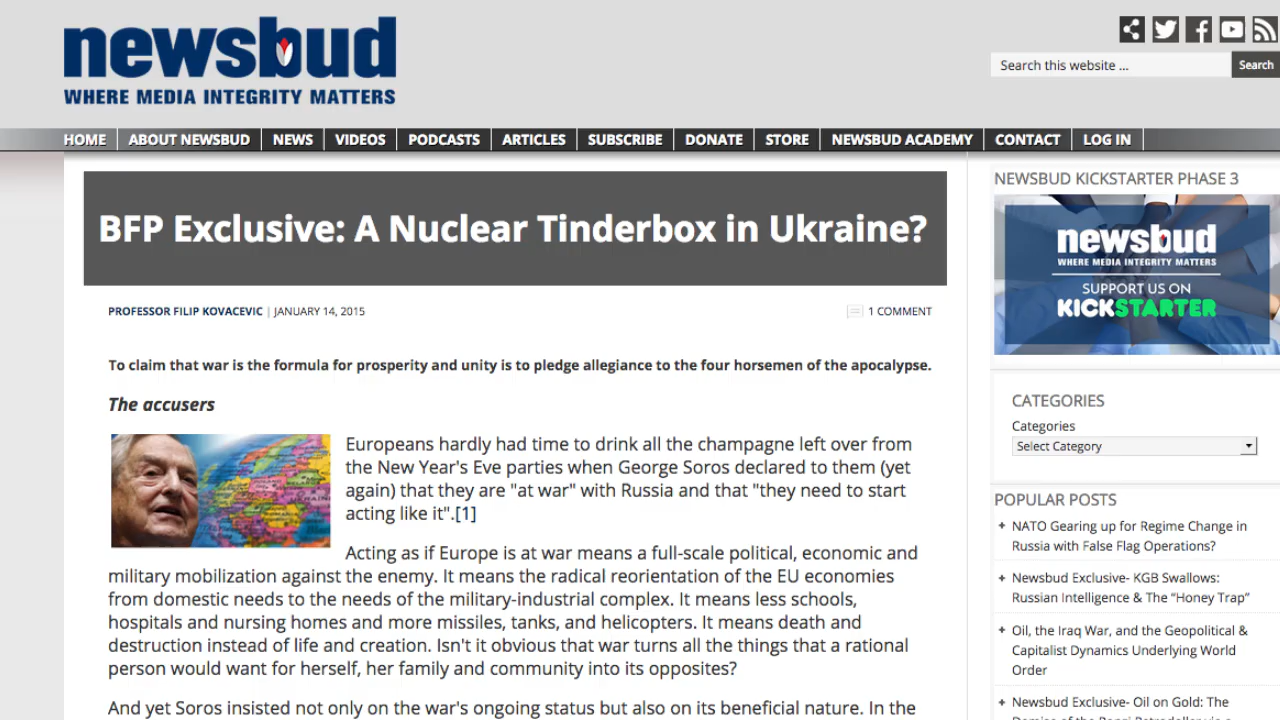 newsbud
WHERE MEDIA INTEGRITY MATTERS
Search this website ...
Search
HOME
ABOUT NEWSBUD
NEWS
VIDEOS
PODCASTS
ARTICLES
SUBSCRIBE
DONATE
STORE
NEWSBUD ACADEMY
CONTACT
LOG IN
BFP Exclusive: A Nuclear Tinderbox in Ukraine?
PROFESSOR FILIP KOVACEVIC | JANUARY 14, 2015
1 COMMENT
To claim that war is the formula for prosperity and unity is to pledge allegiance to the four horsemen of the apocalypse.
The accusers
Europeans hardly had time to drink all the champagne left over from
the New Year's Eve parties when George Soros declared to them (yet
again) that they are "at war" with Russia and that "they need to start
acting like it".[1]
Acting as if Europe is at war means a full-scale political, economic and
military mobilization against the enemy. It means the radical reorientation of the EU economies
from domestic needs to the needs of the military-industrial complex. It means less schools,
hospitals and nursing homes and more missiles, tanks, and helicopters. It means death and
destruction instead of life and creation. Isn't it obvious that war turns all the things that a rational
person would want for herself, her family and community into its opposites?
And yet Soros insisted not only on the war's ongoing status but also on its beneficial nature. In the
NEWSBUD KICKSTARTER PHASE 3
newsbud
WHERE MEDIA INTEGRITY MATTERS
SUPPORT US ON
KICKSTARTER
CATEGORIES
Categories
Select Category
POPULAR POSTS
NATO Gearing up for Regime Change in
Russia with False Flag Operations?
Newsbud Exclusive- KGB Swallows:
Russian Intelligence & The “Honey Trap”
Oil, the Iraq War, and the Geopolitical &
Capitalist Dynamics Underlying World
Order
Newsbud Exclusive- Oil on Gold: The